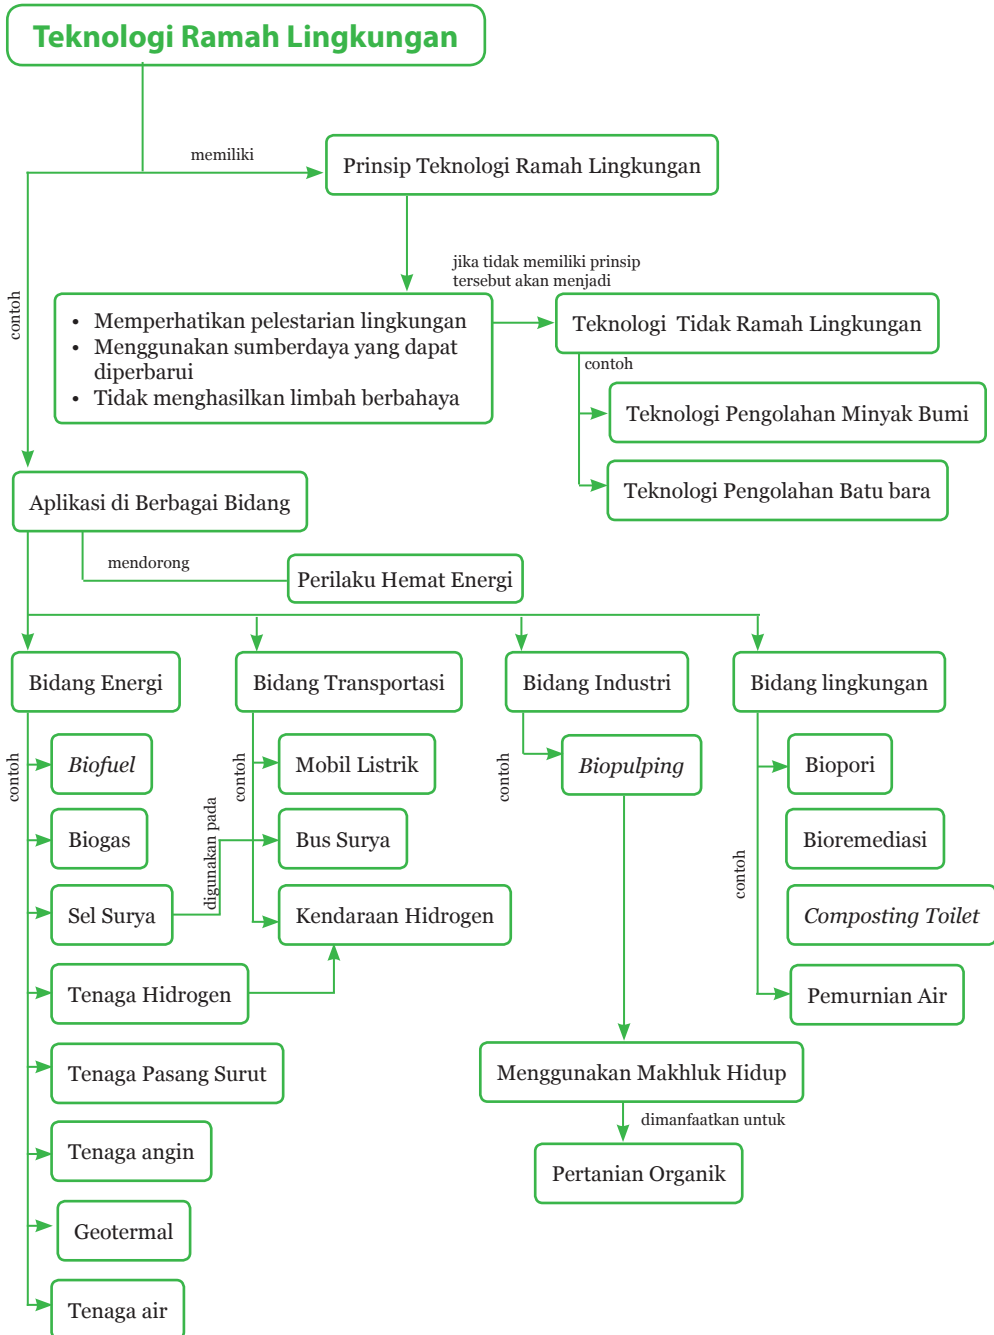 Teknologi Ramah Lingkungan
memiliki
Prinsip Teknologi Ramah Lingkungan
contoh
jika tidak memiliki prinsip
tersebut akan menjadi
• Memperhatikan pelestarian lingkungan
• Menggunakan sumberdaya yang dapat
diperbarui
• Tidak menghasilkan limbah berbahaya
Teknologi Tidak Ramah Lingkungan
contoh
Teknologi Pengolahan Minyak Bumi
Teknologi Pengolahan Batu bara
Aplikasi di Berbagai Bidang
mendorong
Perilaku Hemat Energi
Bidang Energi
Bidang Transportasi
Bidang Industri
Bidang lingkungan
contoh
Biofuel
Biogas
Sel Surya
Tenaga Hidrogen
Tenaga Pasang Surut
Tenaga angin
Geotermal
Tenaga air
digunakan pada
contoh
Mobil Listrik
Bus Surya
Kendaraan Hidrogen
contoh
Biopulping
Menggunakan Makhluk Hidup
dimanfaatkan untuk
Pertanian Organik
contoh
Biopori
Bioremediasi
Composting Toilet
Pemurnian Air